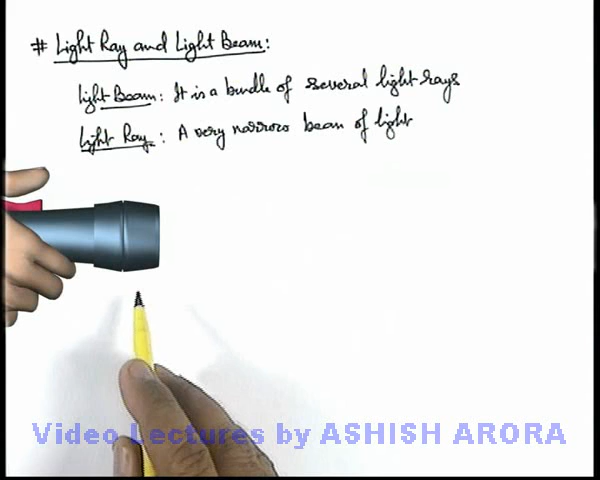 # Light Ray and Light Beam:
Light Beam: It is a bundle of several light rays
Light Ray: A very narrow beam of light
Video Lectures by ASHISH ARORA